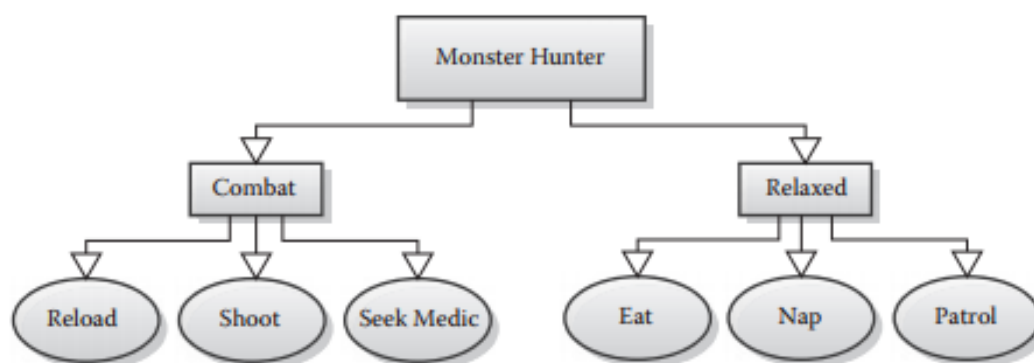 Monster Hunter
Combat
Relaxed
Reload
Shoot
Seek Medic
Eat
Nap
Patrol